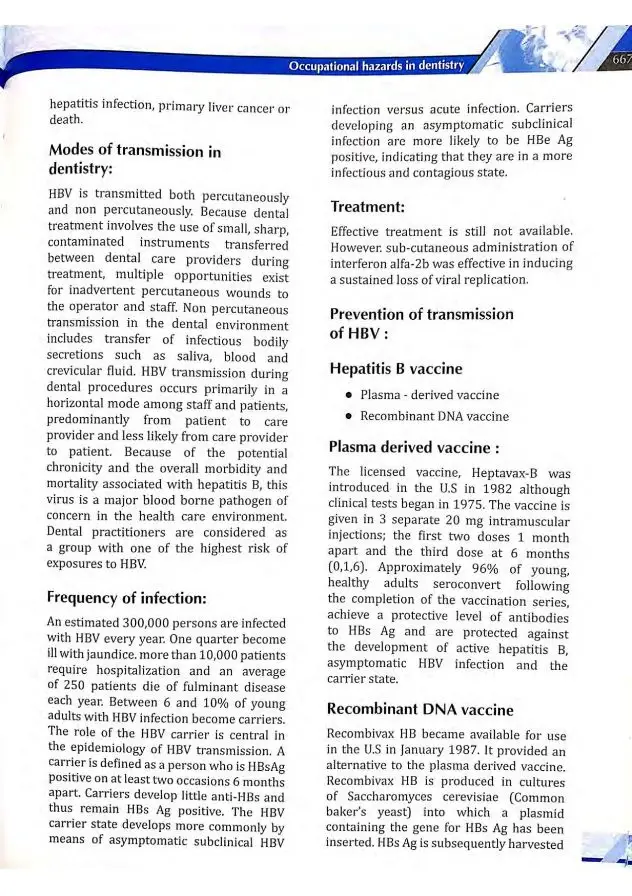 Occupational hazards in dentistry
667
hepatitis infection, primary liver cancer or
death.
Modes of transmission in
dentistry:
HBV is transmitted both percutaneously
and non percutaneously. Because dental
treatment involves the use of small, sharp,
contaminated instruments transferred
between dental care providers during
treatment, multiple opportunities exist
for inadvertent percutaneous wounds to
the operator and staff. Non percutaneous
transmission in the dental environment
includes transfer of infectious bodily
secretions such as saliva, blood and
crevicular fluid. HBV transmission during
dental procedures occurs primarily in a
horizontal mode among staff and patients,
predominantly from patient to care
provider and less likely from care provider
to patient. Because of the potential
chronicity and the overall morbidity and
mortality associated with hepatitis B, this
virus is a major blood borne pathogen of
concern in the health care environment.
Dental practitioners are considered as
a group with one of the highest risk of
exposures to HBV.
Frequency of infection:
An estimated 300,000 persons are infected
with HBV every year. One quarter become
ill with jaundice. more than 10,000 patients
require hospitalization and an average
of 250 patients die of fulminant disease
each year. Between 6 and 10% of young
adults with HBV infection become carriers.
The role of the HBV carrier is central in
the epidemiology of HBV transmission. A
carrier is defined as a person who is HBsAg
positive on at least two occasions 6 months
apart. Carriers develop little anti-HBs and
thus remain HBs Ag positive. The HBV
carrier state develops more commonly by
means of asymptomatic subclinical HBV
infection versus acute infection. Carriers
developing an asymptomatic subclinical
infection are more likely to be HBe Ag
positive, indicating that they are in a more
infectious and contagious state.
Treatment:
Effective treatment is still not available.
However. sub-cutaneous administration of
interferon alfa-2b was effective in inducing
a sustained loss of viral replication.
Prevention of transmission
of HBV :
Hepatitis B vaccine
• Plasma - derived vaccine
• Recombinant DNA vaccine
Plasma derived vaccine :
The licensed vaccine, Heptavax-B was
introduced in the U.S in 1982 although
clinical tests began in 1975. The vaccine is
given in 3 separate 20 mg intramuscular
injections; the first two doses 1 month
apart and the third dose at 6 months
(0,1,6). Approximately 96% of young,
healthy adults seroconvert following
the completion of the vaccination series,
achieve a protective level of antibodies
to HBs Ag and are protected against
the development of active hepatitis B,
asymptomatic HBV infection and the
carrier state.
Recombinant DNA vaccine
Recombivax HB became available for use
in the U.S in January 1987. It provided an
alternative to the plasma derived vaccine.
Recombivax HB is produced in cultures
of Saccharomyces cerevisiae (Common
baker's yeast) into which a plasmid
containing the gene for HBs Ag has been
inserted. HBs Ag is subsequently harvested